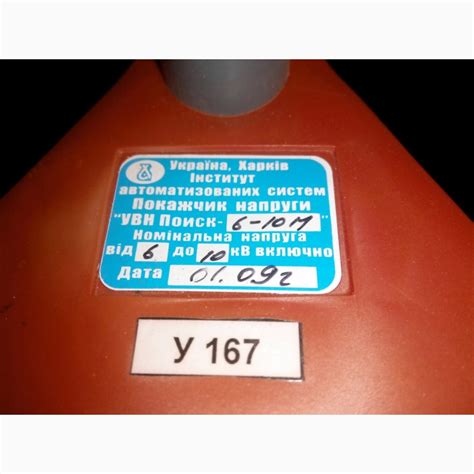 Україна, Харків
Інститут
автоматизованих систем
Покажчик напруги
"УВН Поиск- 6-10М "
Номінальна напруга
від 6 до 10 кВ включно
Дата 01.09г
У 167